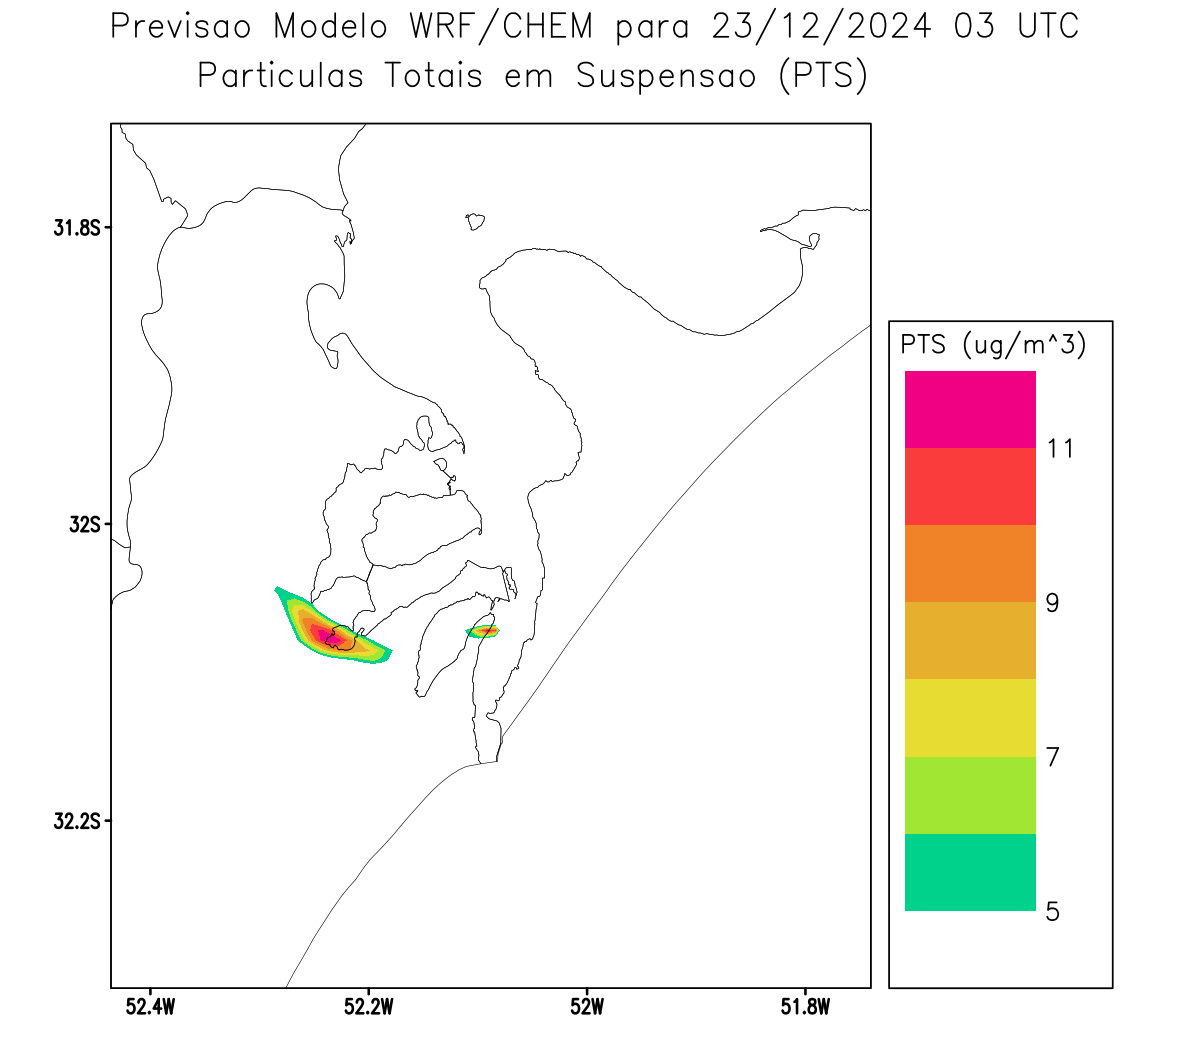 Previsao Modelo WRF/CHEM para 23/12/2024 03 UTC
Particulas Totais em Suspensao (PTS)
31.8S
32S
32.2S
52.4W
52.2W
52W
51.8W
PTS (ug/m^3)
11
9
7
5